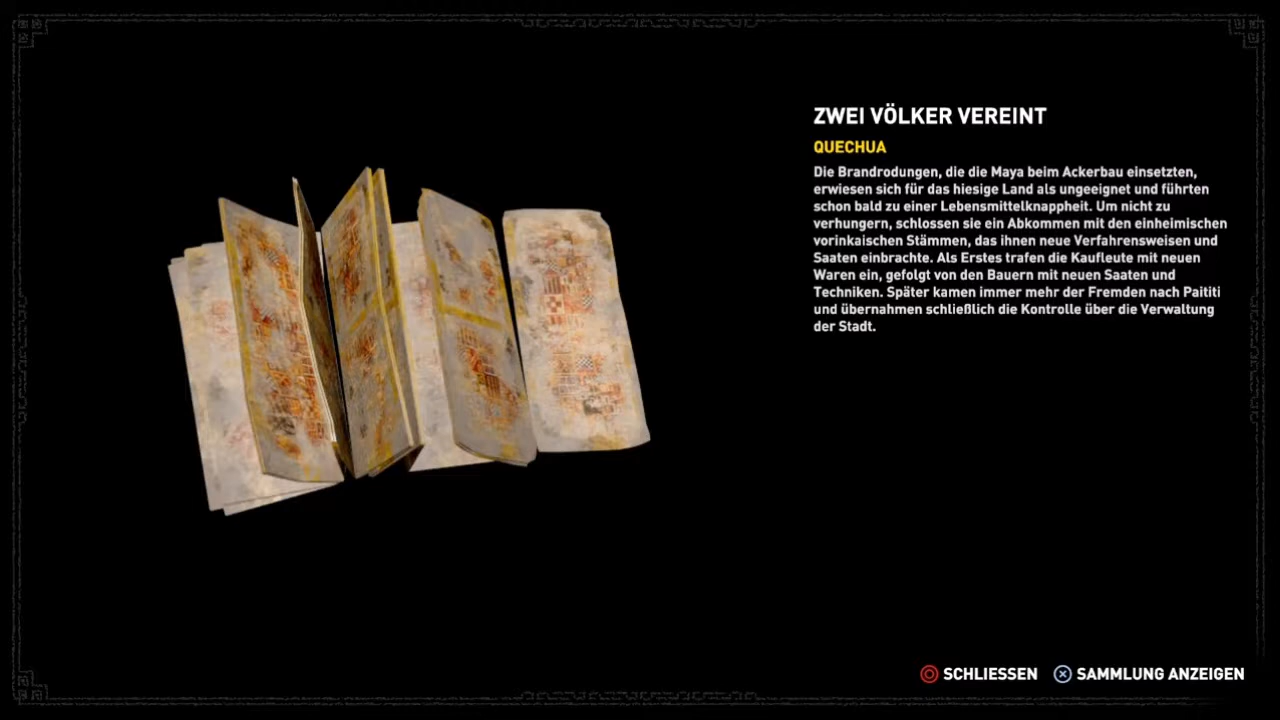 ZWEI VÖLKER VEREINT
QUECHUA
Die Brandrodungen, die die Maya beim Ackerbau einsetzten,
erwiesen sich für das hiesige Land als ungeeignet und führten
schon bald zu einer Lebensmittelknappheit. Um nicht zu
verhungern, schlossen sie ein Abkommen mit den einheimischen
vorinkaischen Stämmen, das ihnen neue Verfahrensweisen und
Saaten einbrachte. Als Erstes trafen die Kaufleute mit neuen
Waren ein, gefolgt von den Bauern mit neuen Saaten und
Techniken. Später kamen immer mehr der Fremden nach Paititi
und übernahmen schließlich die Kontrolle über die Verwaltung
der Stadt.
SCHLIESSEN SAMMLUNG ANZEIGEN